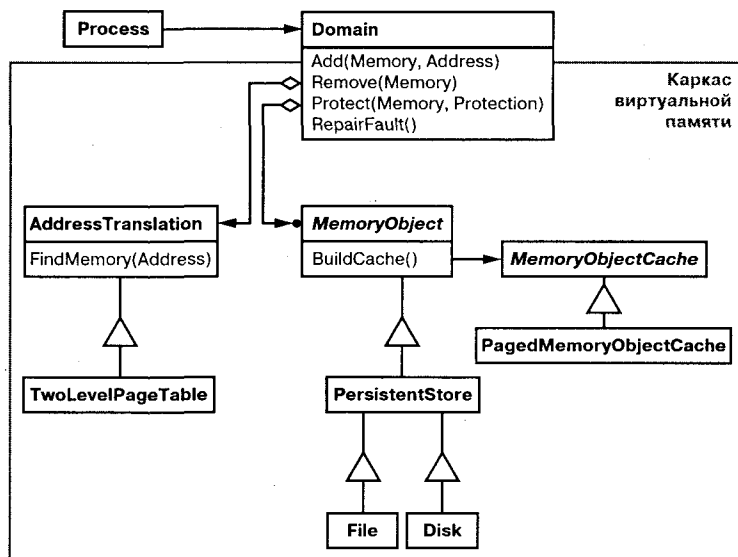 Process
Domain
Add(Memory, Address)
Remove(Memory)
Protect(Memory, Protection)
RepairFault()
Каркас
виртуальной
памяти
AddressTranslation
FindMemory(Address)
MemoryObject
BuildCache()
MemoryObjectCache
PagedMemoryObjectCache
TwoLevelPageTable
PersistentStore
File
Disk